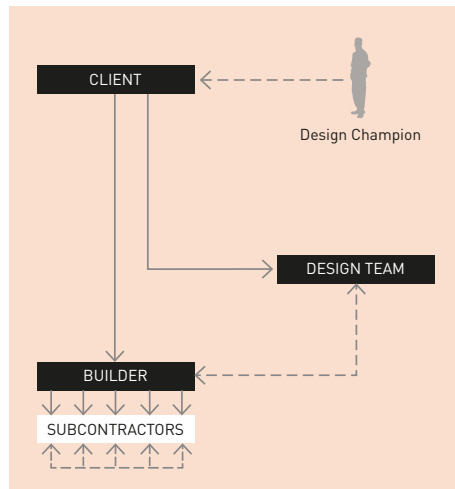 CLIENT
Design Champion
DESIGN TEAM
BUILDER
SUBCONTRACTORS